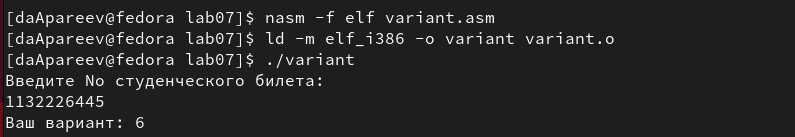 [daApareev@fedora lab07]$ nasm -f elf variant.asm
[daApareev@fedora lab07]$ ld -m elf_i386 -o variant variant.o
[daApareev@fedora lab07]$ ./variant
Введите No студенческого билета:
1132226445
Ваш вариант: 6